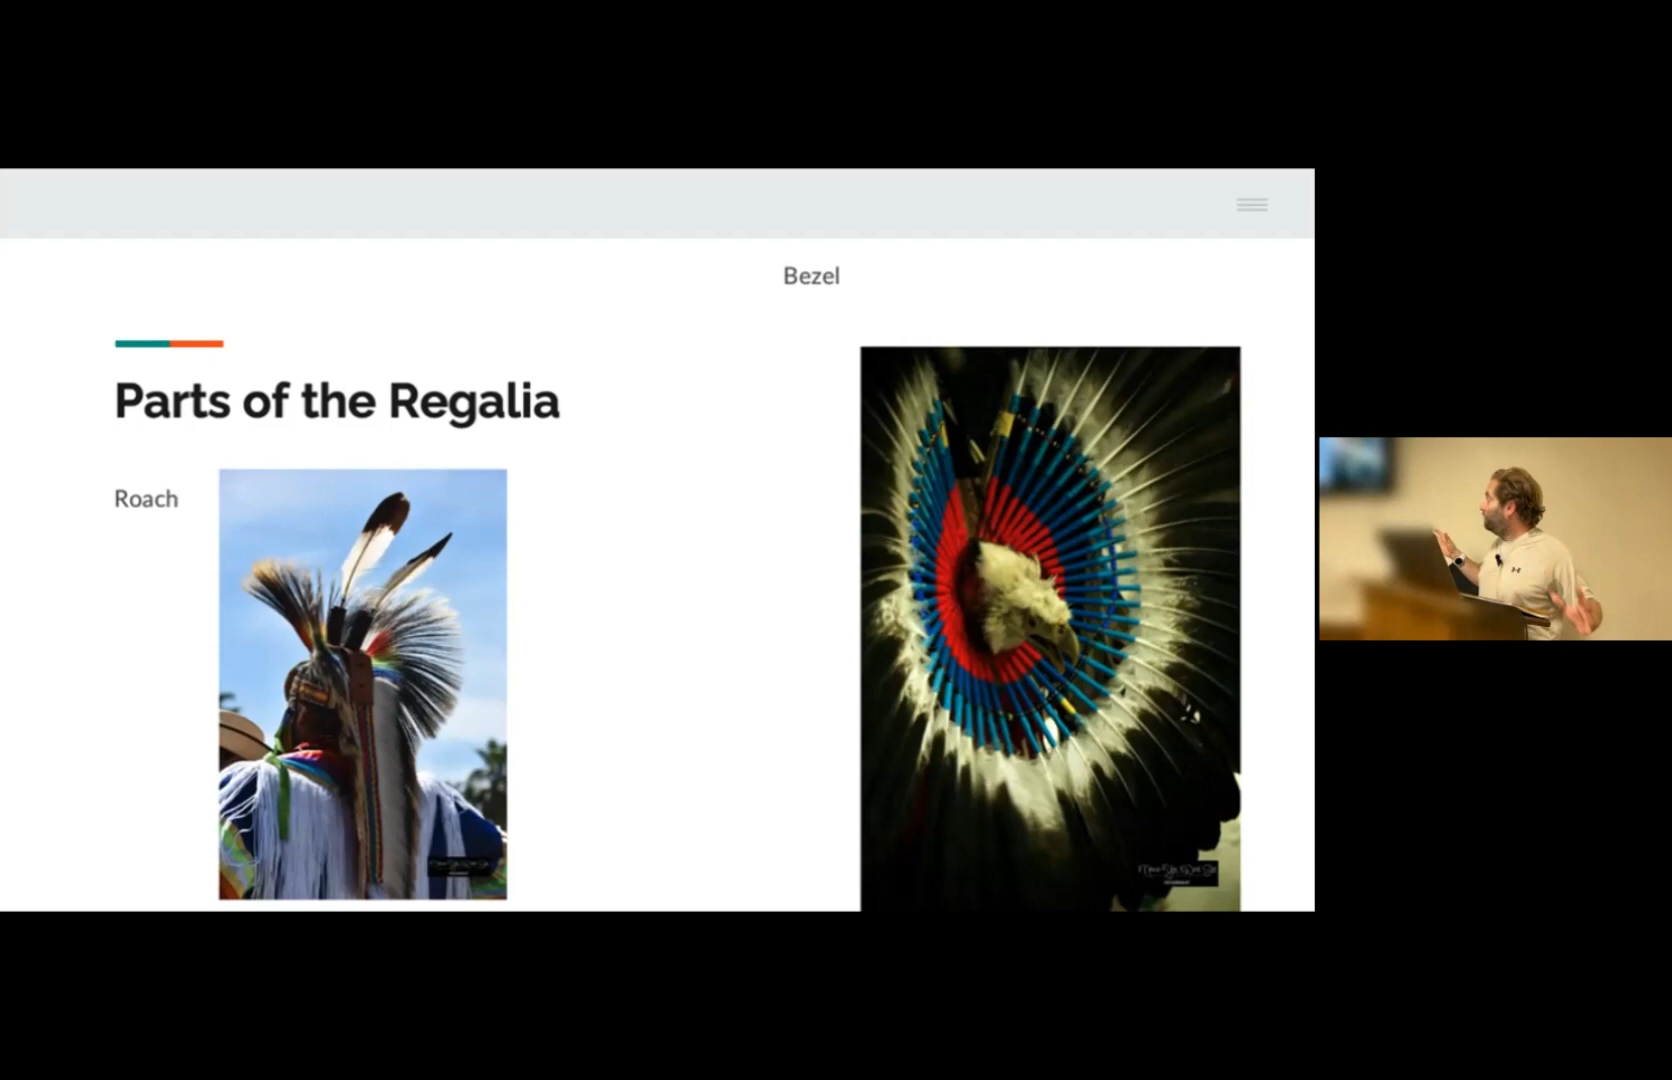 Bezel
Parts of the Regalia
Roach